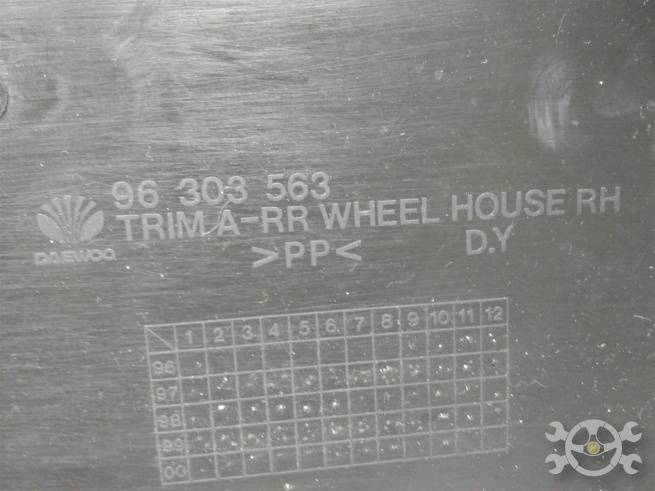 96 303 563
TRIM A-RR WHEEL HOUSE RH
DAEWOO
>PP<
D.Y
1 2 3 4 5 6 7 8 9 10 11 12
96
97
98
99
00